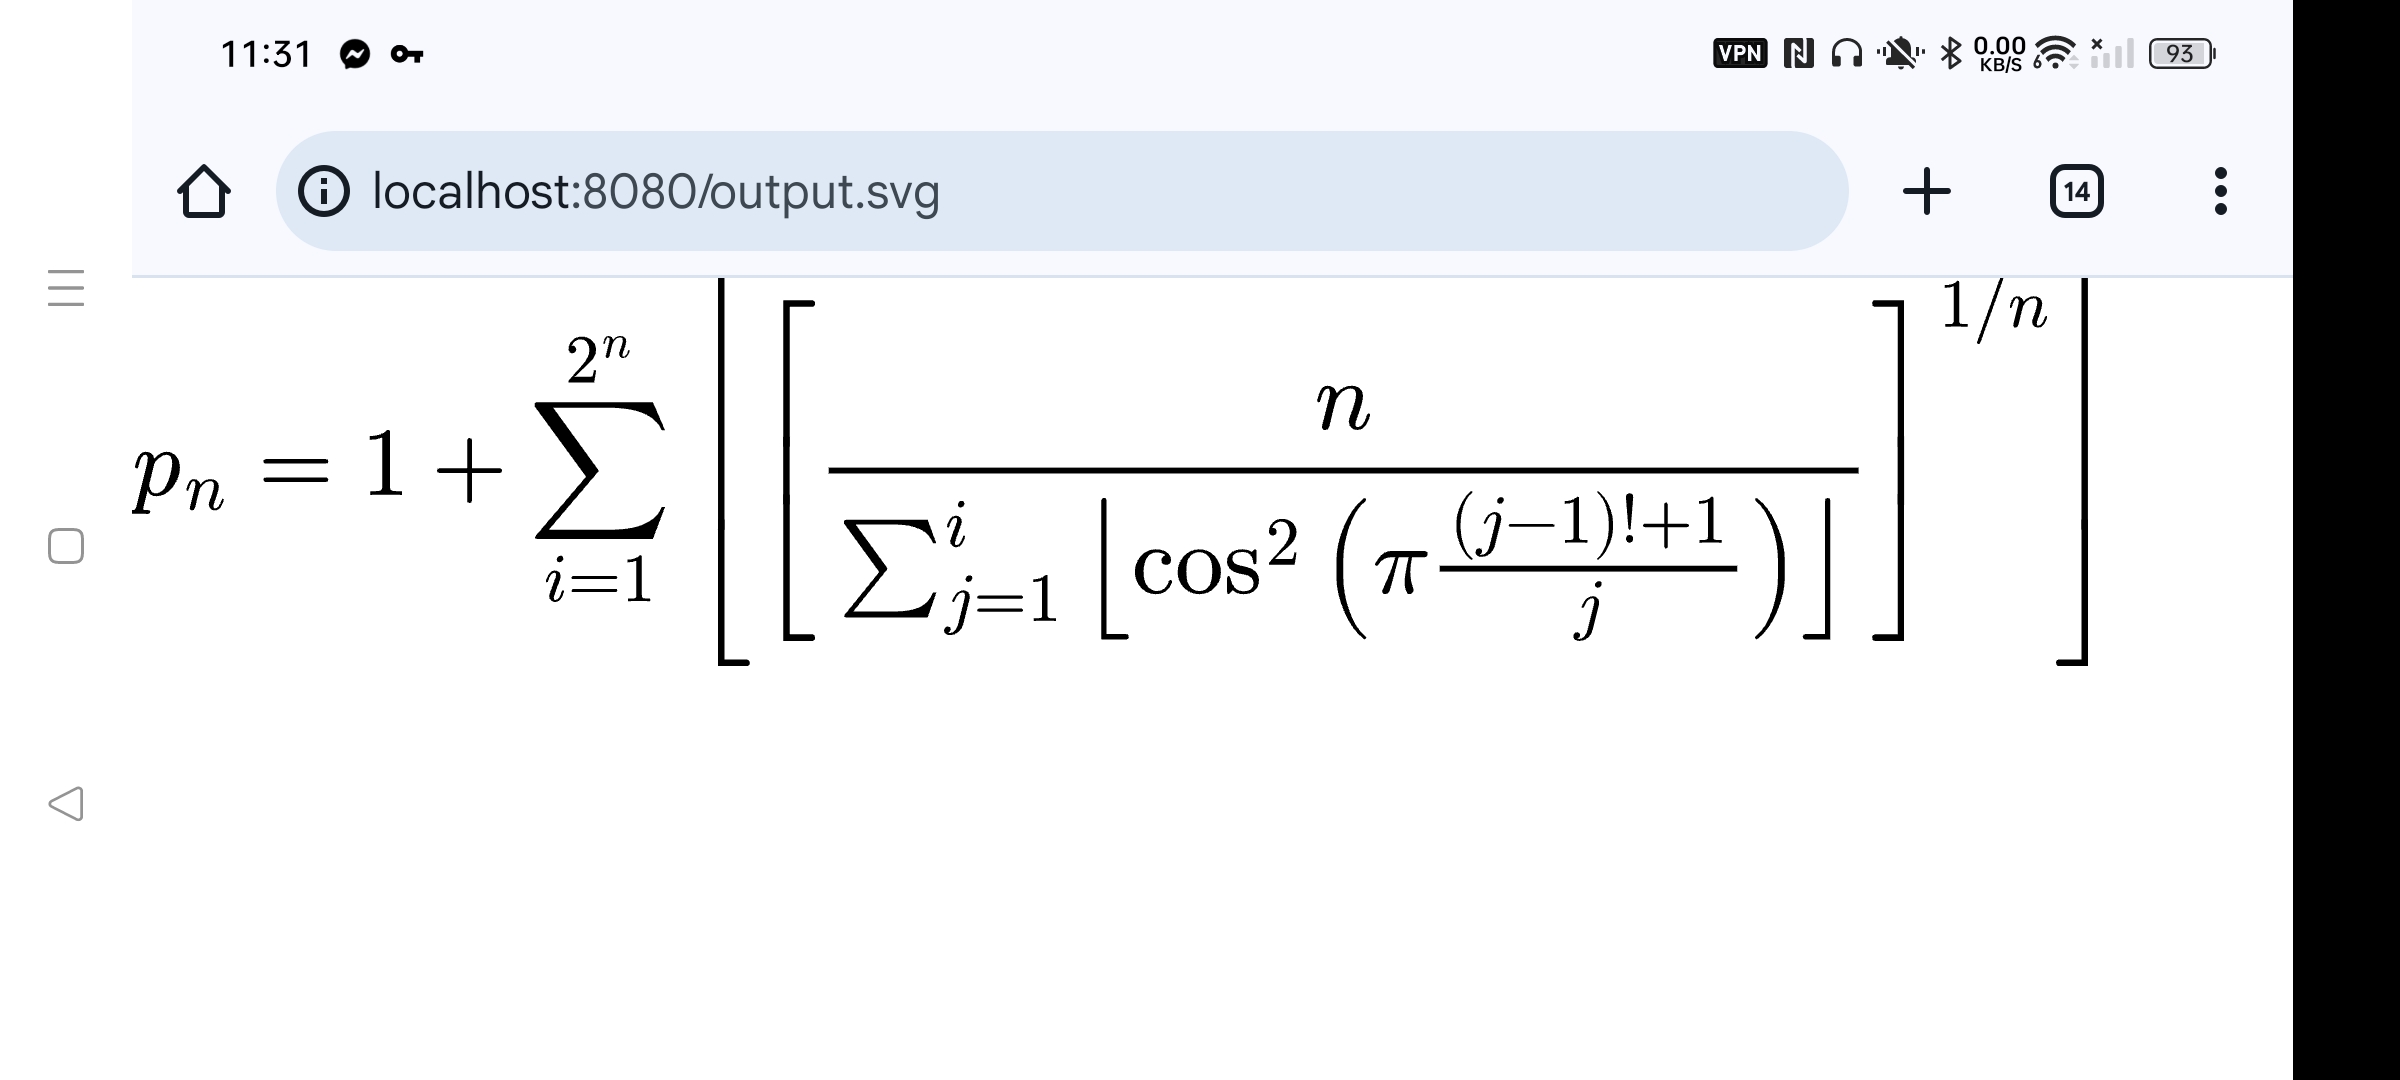 11:31 VPN 0.00 KB/S 6 93
localhost:8080/output.svg 14
p_n = 1 + \sum_{i=1}^{2^n} \left\lfloor \left[ \frac{n}{\sum_{j=1}^{i} \left\lfloor \cos^2 \left( \pi \frac{(j-1)!+1}{j} \right) \right\rfloor} \right]^{1/n} \right\rfloor